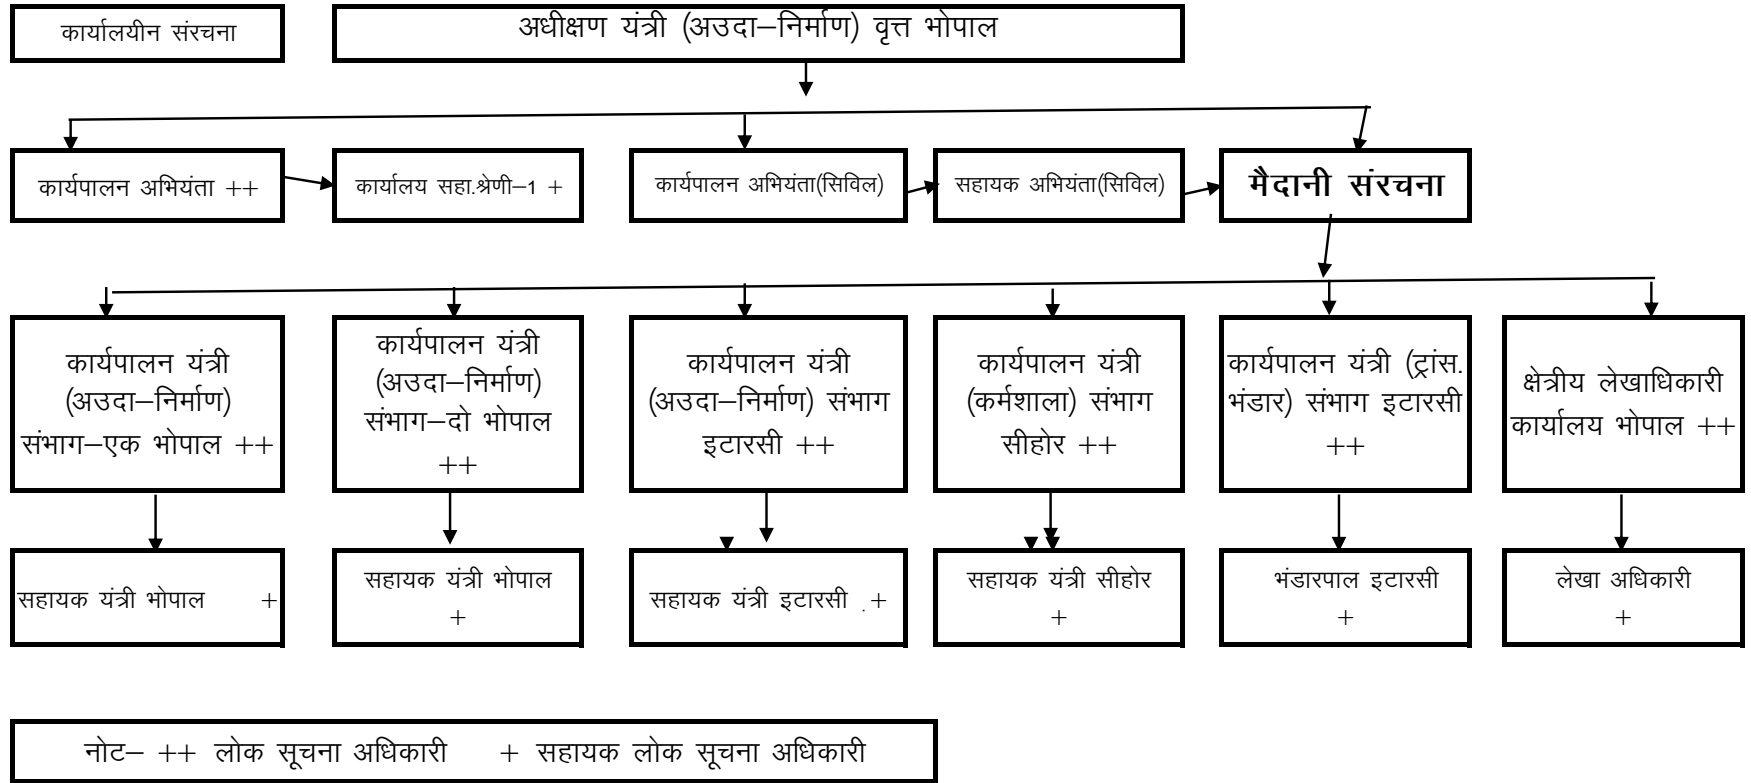 कार्यालयीन संरचना
अधीक्षण यंत्री (अउदा–निर्माण) वृत्त भोपाल
कार्यपालन अभियंता ++
कार्यालय सहा.श्रेणी–1 +
कार्यपालन अभियंता(सिविल)
सहायक अभियंता(सिविल)
मैदानी संरचना
कार्यपालन यंत्री
(अउदा–निर्माण)
संभाग–एक भोपाल ++
कार्यपालन यंत्री
(अउदा–निर्माण)
संभाग–दो भोपाल
++
कार्यपालन यंत्री
(अउदा–निर्माण) संभाग
इटारसी ++
कार्यपालन यंत्री
(कर्मशाला) संभाग
सीहोर ++
कार्यपालन यंत्री (ट्रांस.
भंडार) संभाग इटारसी
++
क्षेत्रीय लेखाधिकारी
कार्यालय भोपाल ++
सहायक यंत्री भोपाल +
सहायक यंत्री भोपाल
+
सहायक यंत्री इटारसी . +
सहायक यंत्री सीहोर
+
भंडारपाल इटारसी
+
लेखा अधिकारी
+
नोट– ++ लोक सूचना अधिकारी + सहायक लोक सूचना अधिकारी